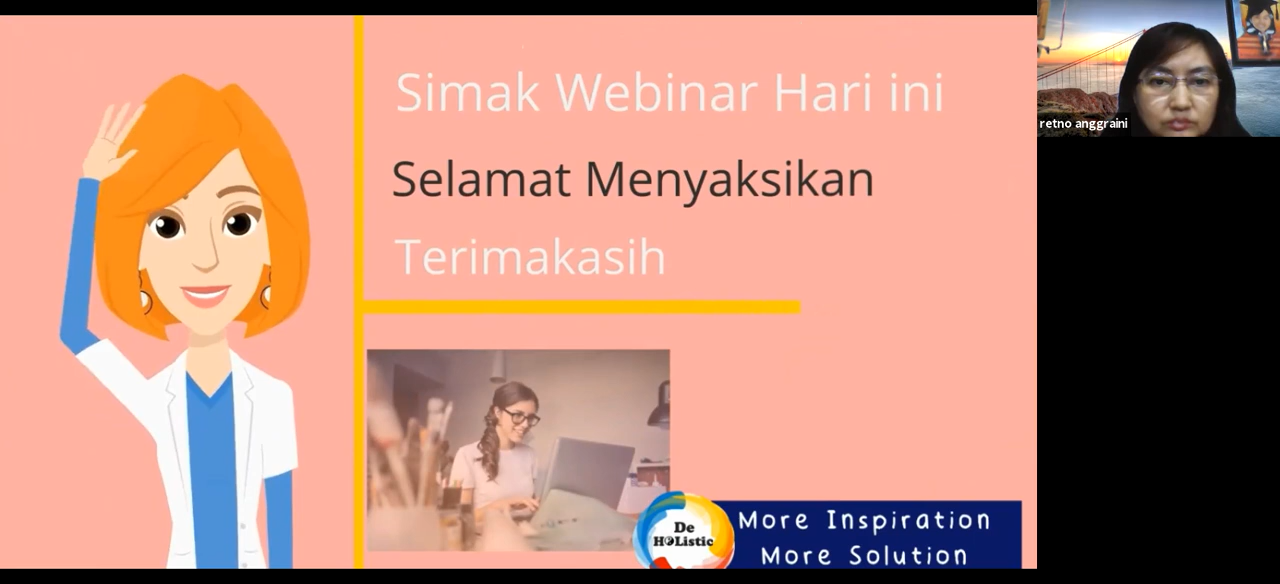 Simak Webinar Hari ini
Selamat Menyaksikan
Terimakasih
De
HOListic
More Inspiration
More Solution
retno anggraini